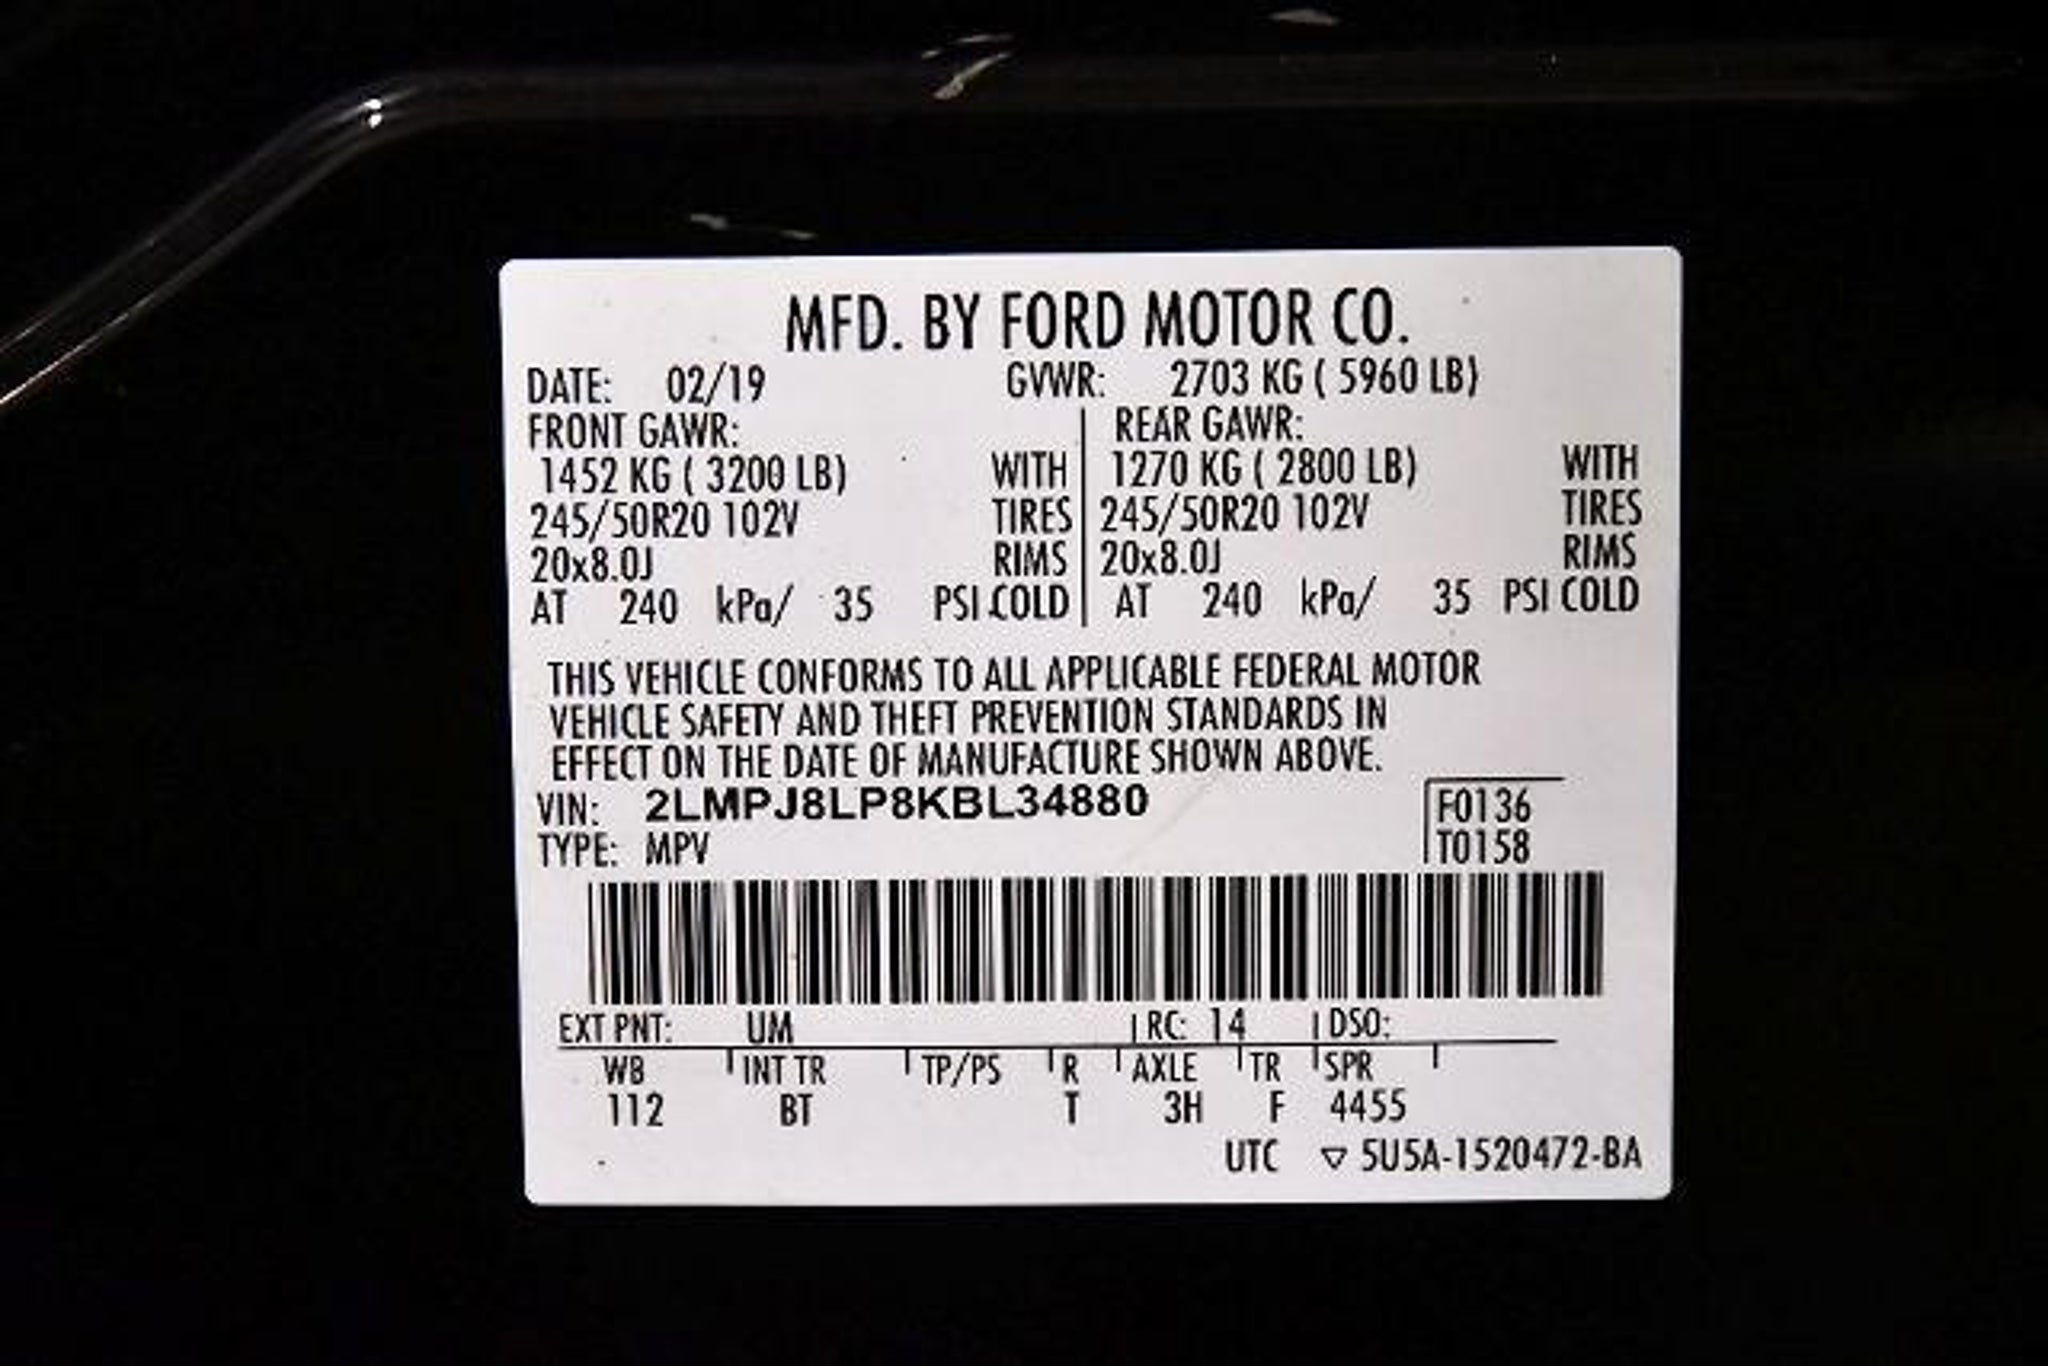 MFD. BY FORD MOTOR CO.
DATE: 02/19 GVWR: 2703 KG ( 5960 LB)
FRONT GAWR: REAR GAWR:
1452 KG ( 3200 LB) WITH 1270 KG ( 2800 LB) WITH
245/50R20 102V TIRES 245/50R20 102V TIRES
20x8.0J RIMS 20x8.0J RIMS
AT 240 kPa/ 35 PSI COLD AT 240 kPa/ 35 PSI COLD
THIS VEHICLE CONFORMS TO ALL APPLICABLE FEDERAL MOTOR
VEHICLE SAFETY AND THEFT PREVENTION STANDARDS IN
EFFECT ON THE DATE OF MANUFACTURE SHOWN ABOVE.
VIN: 2LMPJ8LP8KBL34880 F0136
TYPE: MPV T0158
EXT PNT: UM RC: 14 DSO:
WB INT TR TP/PS R AXLE TR SPR
112 BT T 3H F 4455
UTC ▽ 5U5A-1520472-BA